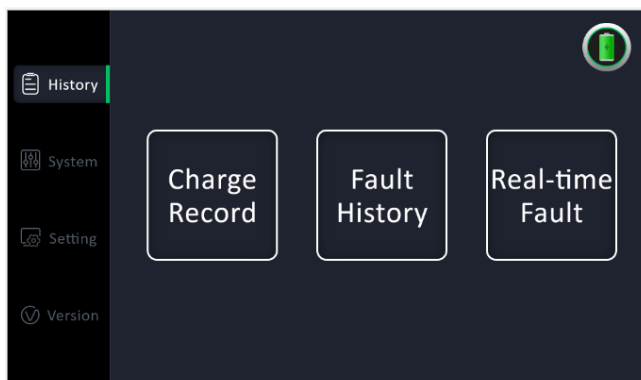 History
System
Setting
Version
Charge
Record
Fault
History
Real-time
Fault